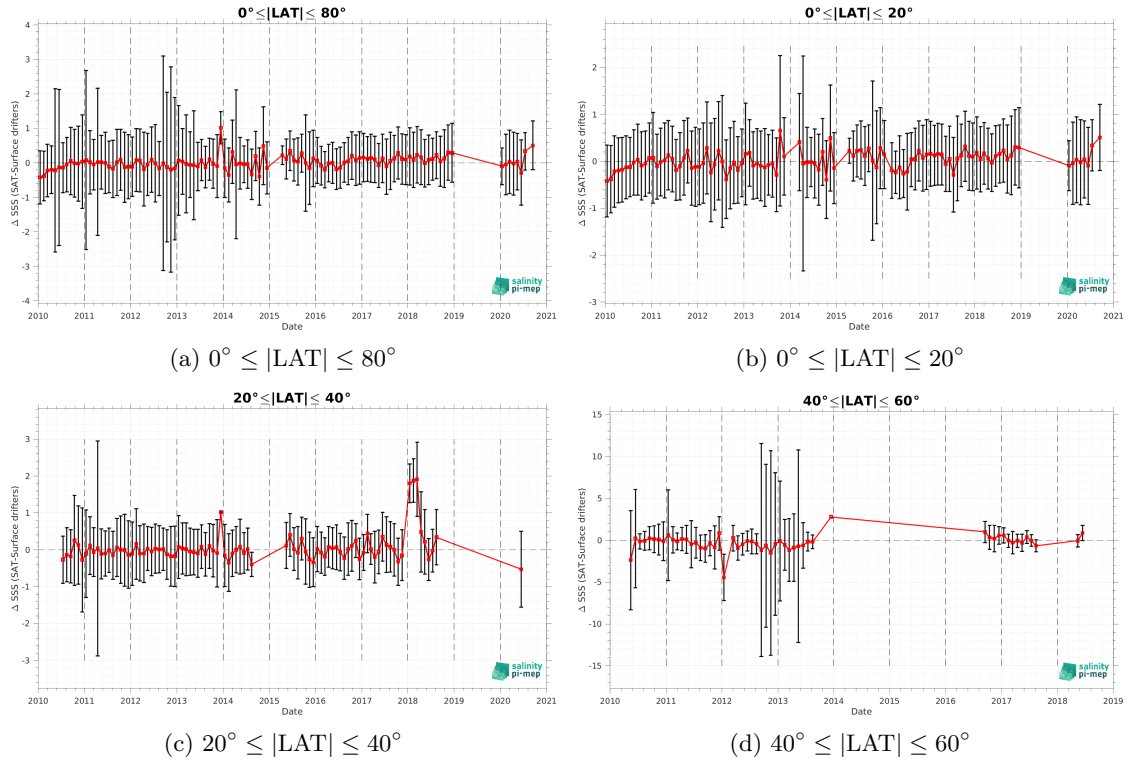 0°≤|LAT|≤ 80°
Δ SSS (SAT-Surface drifters)
4
3
2
1
0
-1
-2
-3
-4
2010 2011 2012 2013 2014 2015 2016 2017 2018 2019 2020 2021
Date
salinity
pi-mep
(a) 0° ≤ |LAT| ≤ 80°
0°≤|LAT|≤ 20°
Δ SSS (SAT-Surface drifters)
2
1
0
-1
-2
-3
2010 2011 2012 2013 2014 2015 2016 2017 2018 2019 2020 2021
Date
salinity
pi-mep
(b) 0° ≤ |LAT| ≤ 20°
20°≤|LAT|≤ 40°
Δ SSS (SAT-Surface drifters)
3
2
1
0
-1
-2
-3
2010 2011 2012 2013 2014 2015 2016 2017 2018 2019 2020 2021
Date
salinity
pi-mep
(c) 20° ≤ |LAT| ≤ 40°
40°≤|LAT|≤ 60°
Δ SSS (SAT-Surface drifters)
15
10
5
0
-5
-10
-15
2010 2011 2012 2013 2014 2015 2016 2017 2018 2019
Date
salinity
pi-mep
(d) 40° ≤ |LAT| ≤ 60°